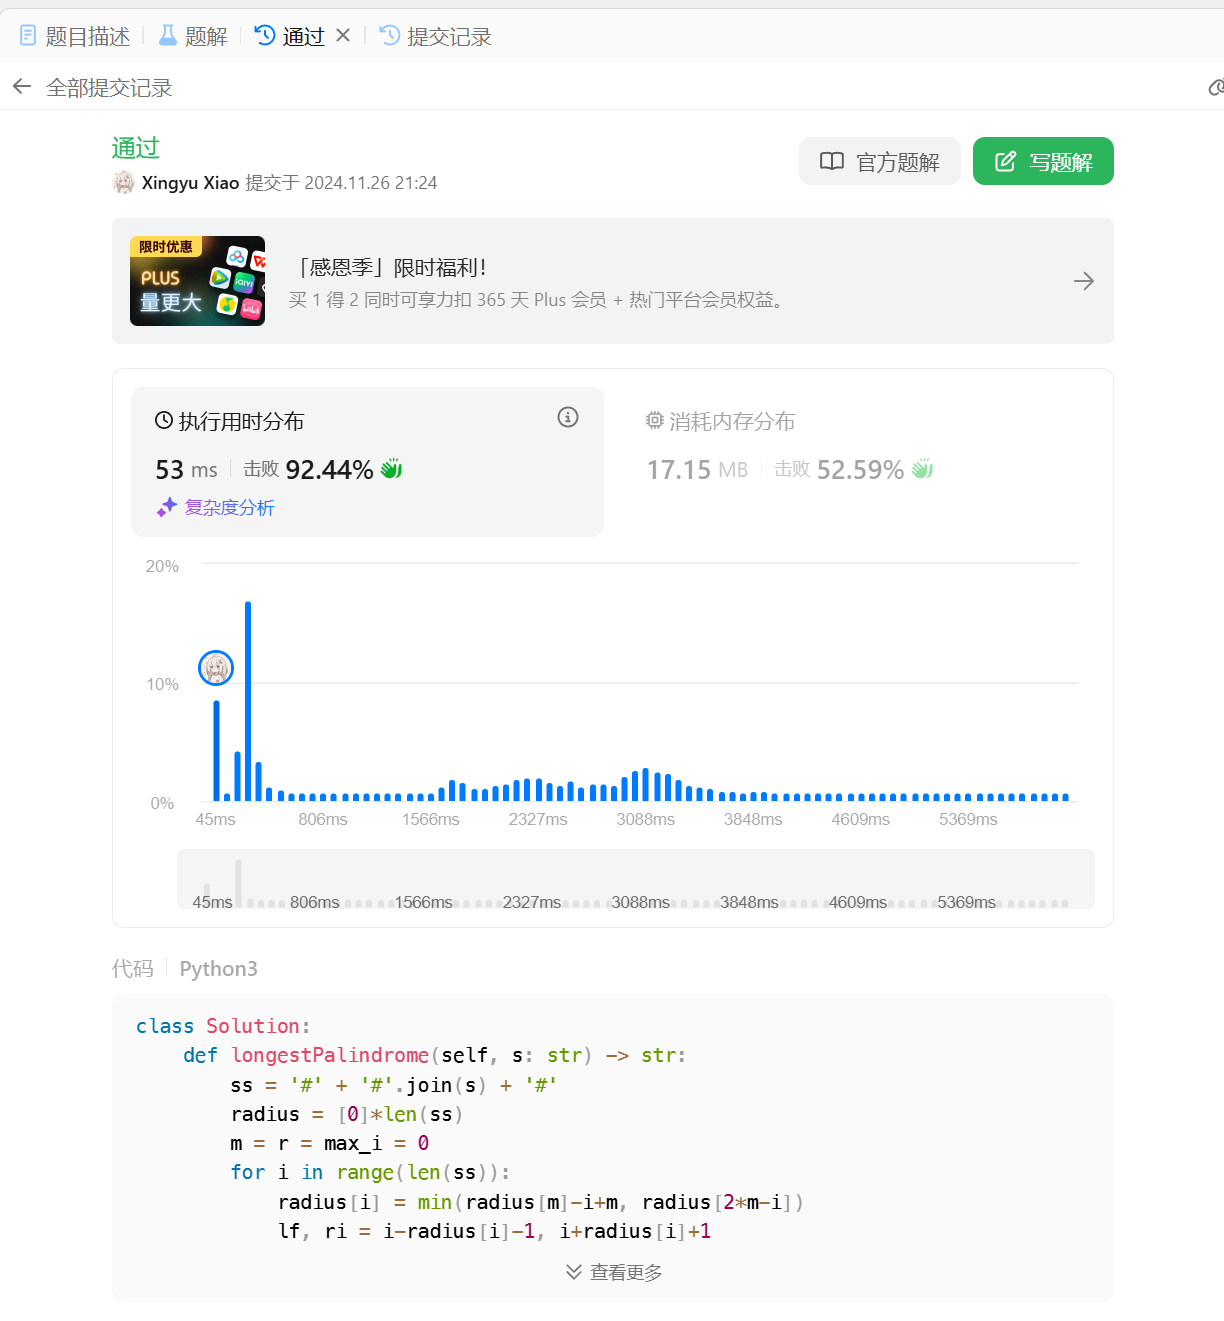 题目描述 题解 通过 提交记录
全部提交记录
通过
官方题解 写题解
Xingyu Xiao 提交于 2024.11.26 21:24
限时优惠
PLUS
量更大
iQIYI
「感恩季」限时福利！
买 1 得 2 同时可享力扣 365 天 Plus 会员 + 热门平台会员权益。
执行用时分布 消耗内存分布
53 ms 击败 92.44% 17.15 MB 击败 52.59%
复杂度分析
20%
10%
0%
45ms 806ms 1566ms 2327ms 3088ms 3848ms 4609ms 5369ms
45ms 806ms 1566ms 2327ms 3088ms 3848ms 4609ms 5369ms
代码 Python3
class Solution:
    def longestPalindrome(self, s: str) -> str:
        ss = '#' + '#'.join(s) + '#'
        radius = [0]*len(ss)
        m = r = max_i = 0
        for i in range(len(ss)):
            radius[i] = min(radius[m]-i+m, radius[2*m-i])
            lf, ri = i-radius[i]-1, i+radius[i]+1
查看更多